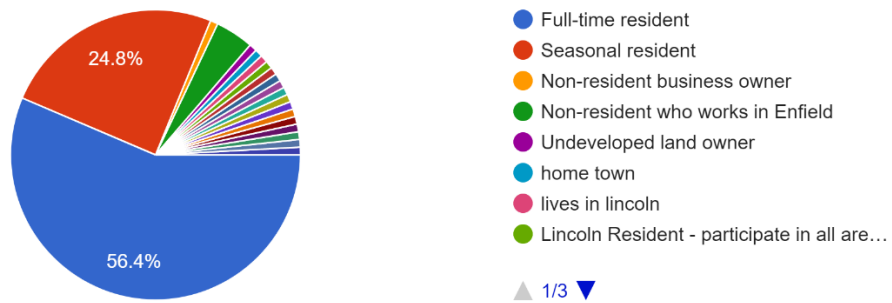 24.8%
56.4%
Full-time resident
Seasonal resident
Non-resident business owner
Non-resident who works in Enfield
Undeveloped land owner
home town
lives in lincoln
Lincoln Resident - participate in all are…
1/3